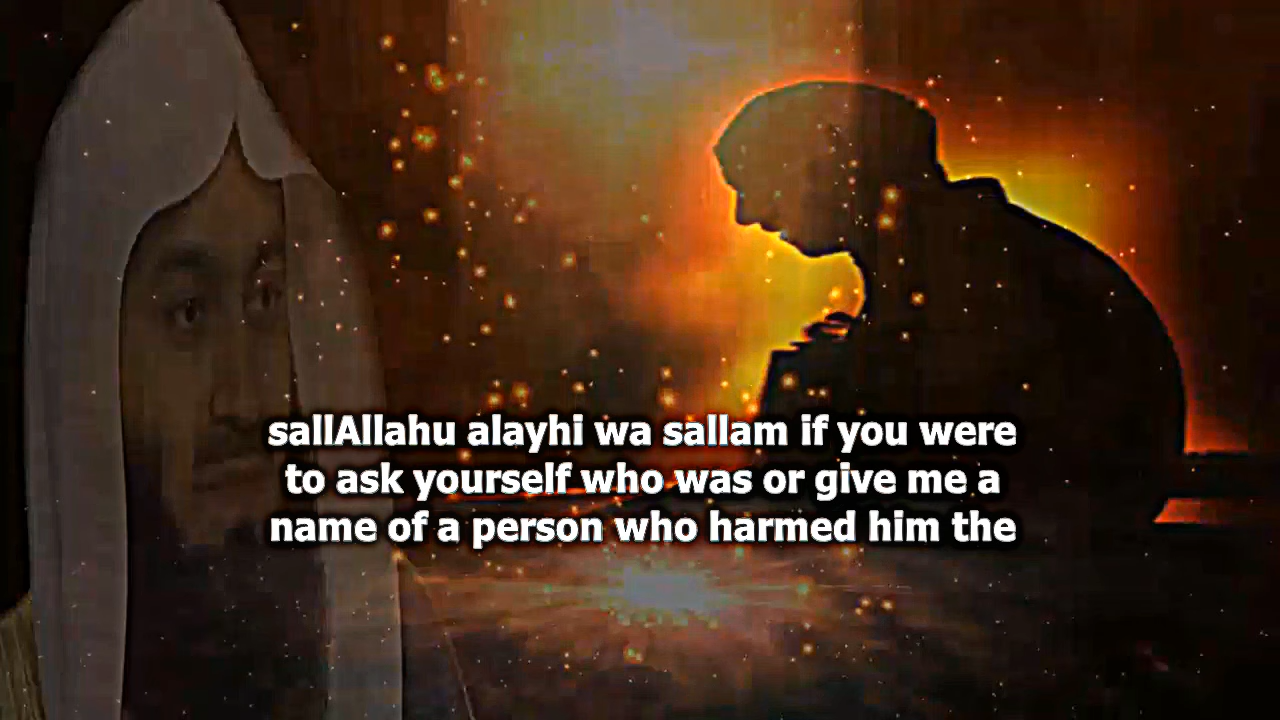 sallAllahu alayhi wa sallam if you were
to ask yourself who was or give me a
name of a person who harmed him the